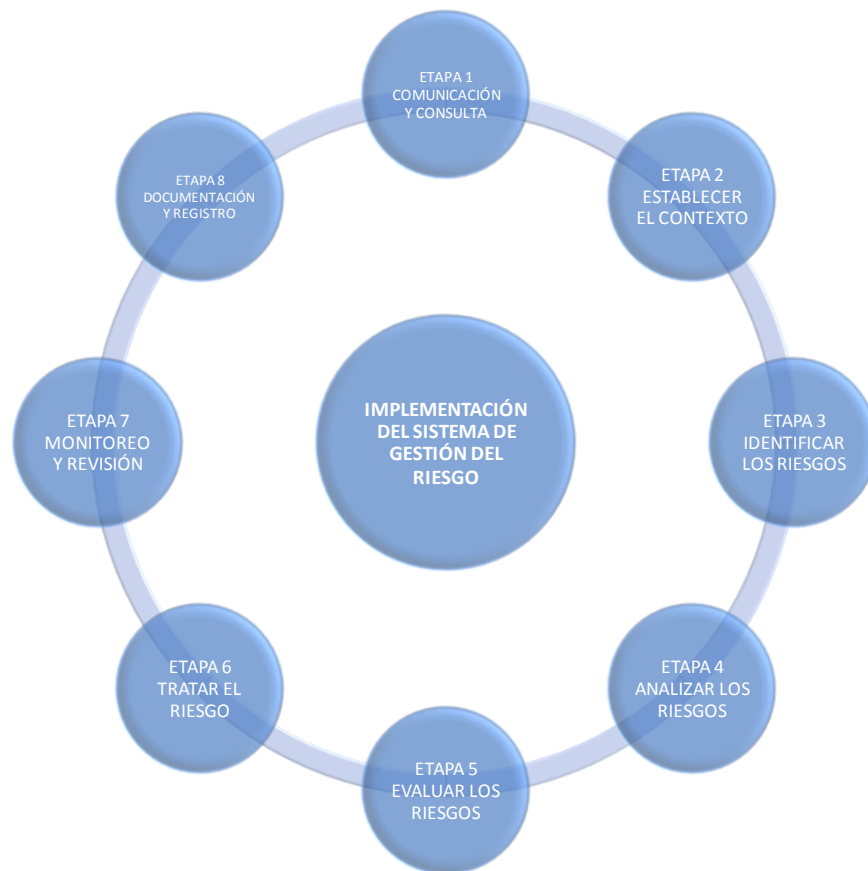 ETAPA 1
COMUNICACIÓN
Y CONSULTA
ETAPA 2
ESTABLECER
EL CONTEXTO
ETAPA 3
IDENTIFICAR
LOS RIESGOS
ETAPA 4
ANALIZAR LOS
RIESGOS
ETAPA 5
EVALUAR LOS
RIESGOS
ETAPA 6
TRATAR EL
RIESGO
ETAPA 7
MONITOREO
Y REVISIÓN
ETAPA 8
DOCUMENTACIÓN
Y REGISTRO
IMPLEMENTACIÓN
DEL SISTEMA DE
GESTIÓN DEL
RIESGO